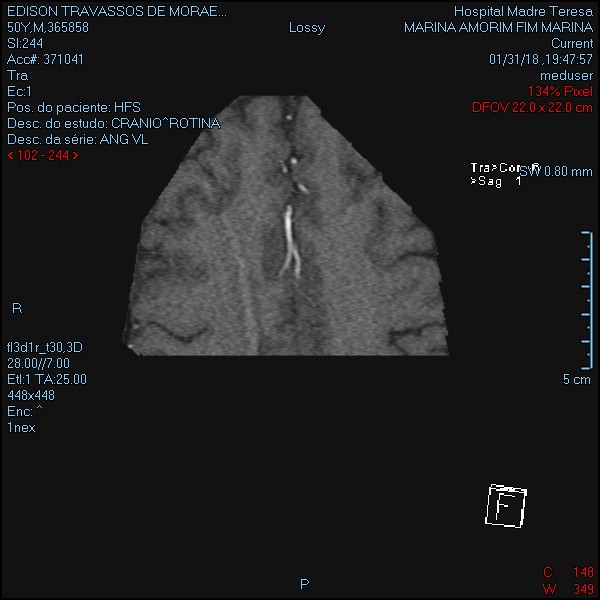 EDISON TRAVASSOS DE MORAE...
50Y,M,365858
Sl:244
Acc#: 371041
Tra
Ec:1
Pos. do paciente: HFS
Desc. do estudo: CRANIO^ROTINA
Desc. da série: ANG VL
< 102 - 244 >
Lossy
Hospital Madre Teresa
MARINA AMORIM FIM MARINA
Current
01/31/18 ,19:47:57
meduser
134% Pixel
DFOV 22.0 x 22.0 cm
Tra>Cor
SW 0.80 mm
>Sag 1
R
fl3d1r_t30,3D
28.00//7.00
Etl:1 TA:25.00
448x448
Enc: ^
1nex
5 cm
F
P
C 148
W 349